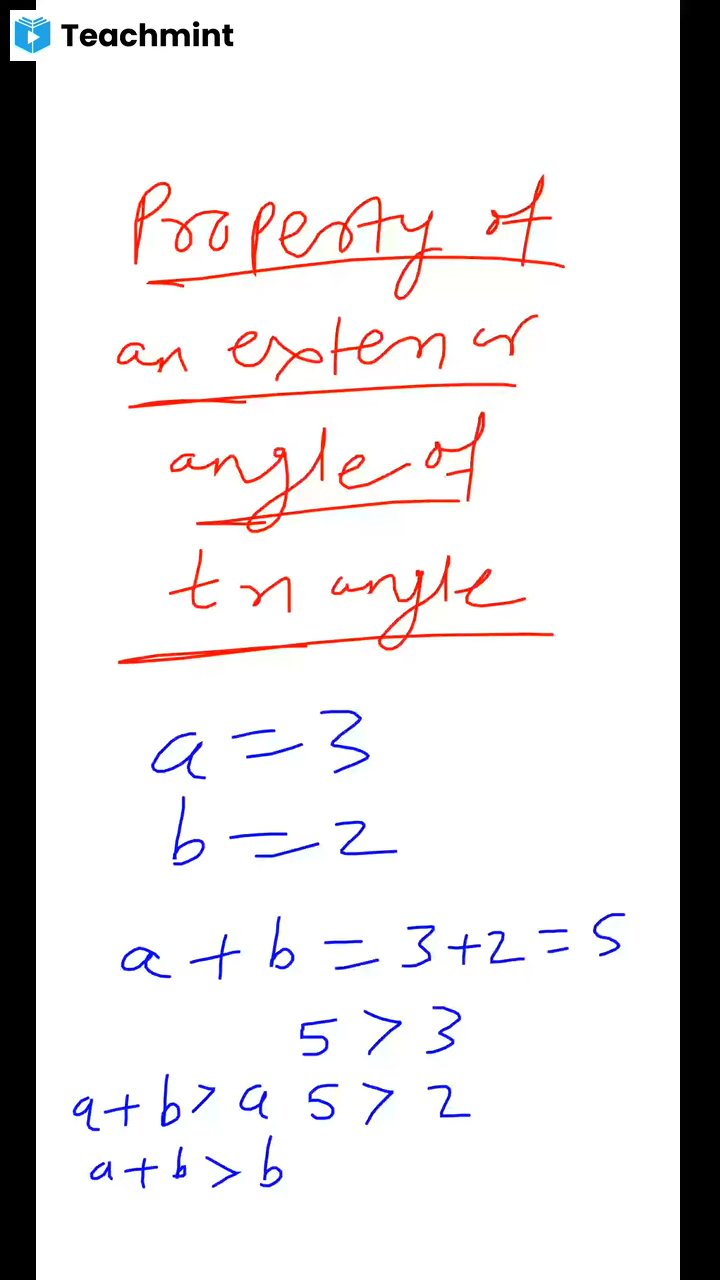 Teachmint
Property of
an exterior
angle of
triangle
a = 3
b = 2
a + b = 3+2 = 5
5 > 3
a+b > a 5 > 2
a+b > b